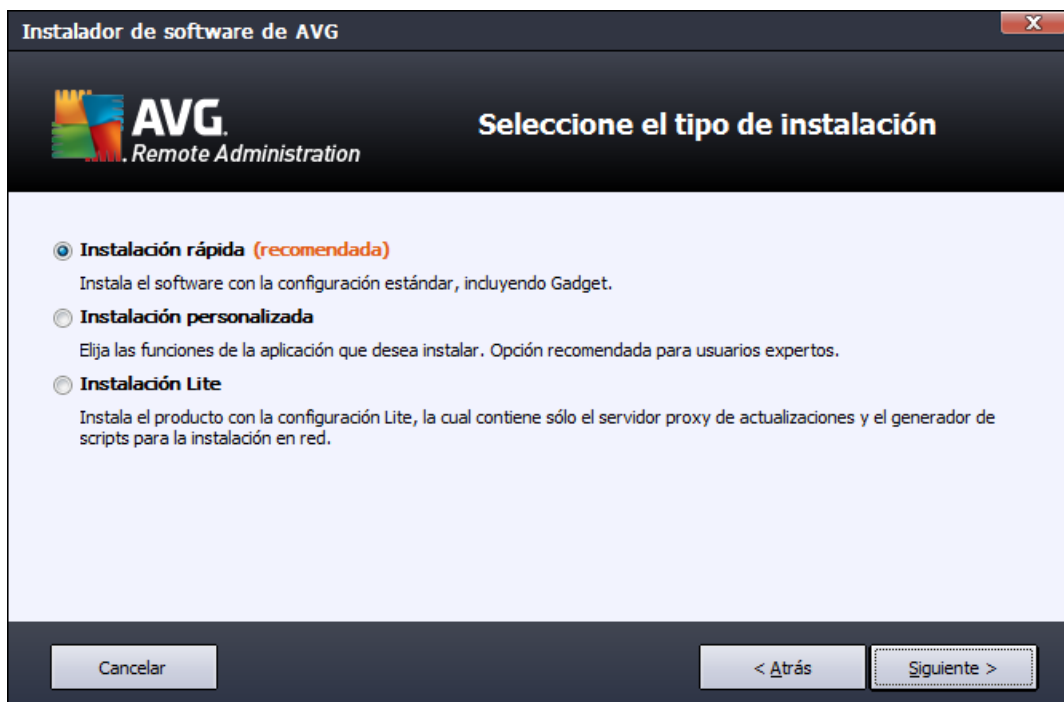 Instalador de software de AVG
X
AVG.
Remote Administration
Seleccione el tipo de instalación
Instalación rápida (recomendada)
Instala el software con la configuración estándar, incluyendo Gadget.
Instalación personalizada
Elija las funciones de la aplicación que desea instalar. Opción recomendada para usuarios expertos.
Instalación Lite
Instala el producto con la configuración Lite, la cual contiene sólo el servidor proxy de actualizaciones y el generador de
scripts para la instalación en red.
Cancelar
< Atrás
Siguiente >